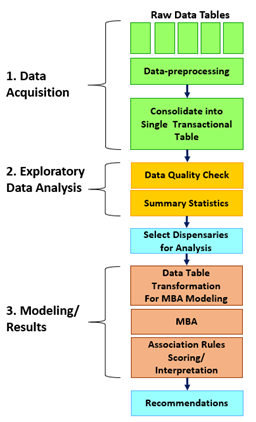 Raw Data Tables
1. Data
Acquisition
Data-preprocessing
Consolidate into
Single Transactional
Table
2. Exploratory
Data Analysis
Data Quality Check
Summary Statistics
Select Dispensaries
for Analysis
3. Modeling/
Results
Data Table
Transformation
For MBA Modeling
MBA
Association Rules
Scoring/
Interpretation
Recommendations